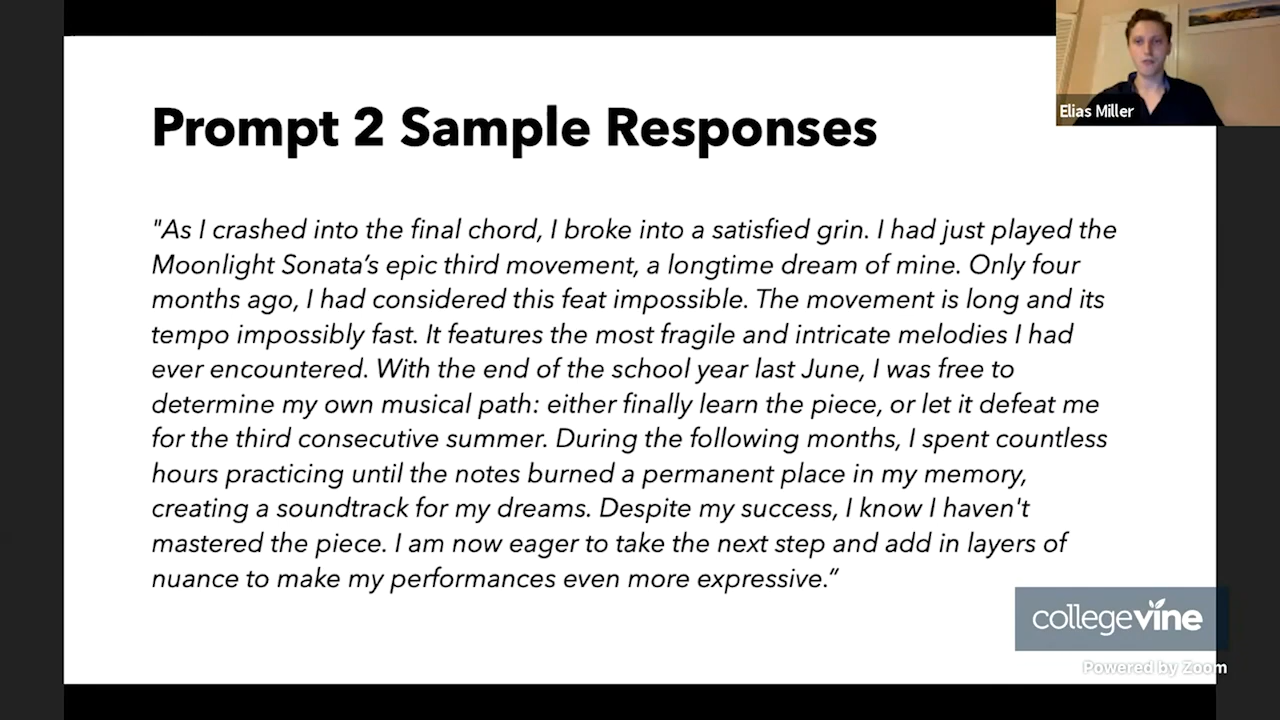 Elias Miller
Prompt 2 Sample Responses
"As I crashed into the final chord, I broke into a satisfied grin. I had just played the
Moonlight Sonata’s epic third movement, a longtime dream of mine. Only four
months ago, I had considered this feat impossible. The movement is long and its
tempo impossibly fast. It features the most fragile and intricate melodies I had
ever encountered. With the end of the school year last June, I was free to
determine my own musical path: either finally learn the piece, or let it defeat me
for the third consecutive summer. During the following months, I spent countless
hours practicing until the notes burned a permanent place in my memory,
creating a soundtrack for my dreams. Despite my success, I know I haven't
mastered the piece. I am now eager to take the next step and add in layers of
nuance to make my performances even more expressive.”
collegevine
Powered by Zoom